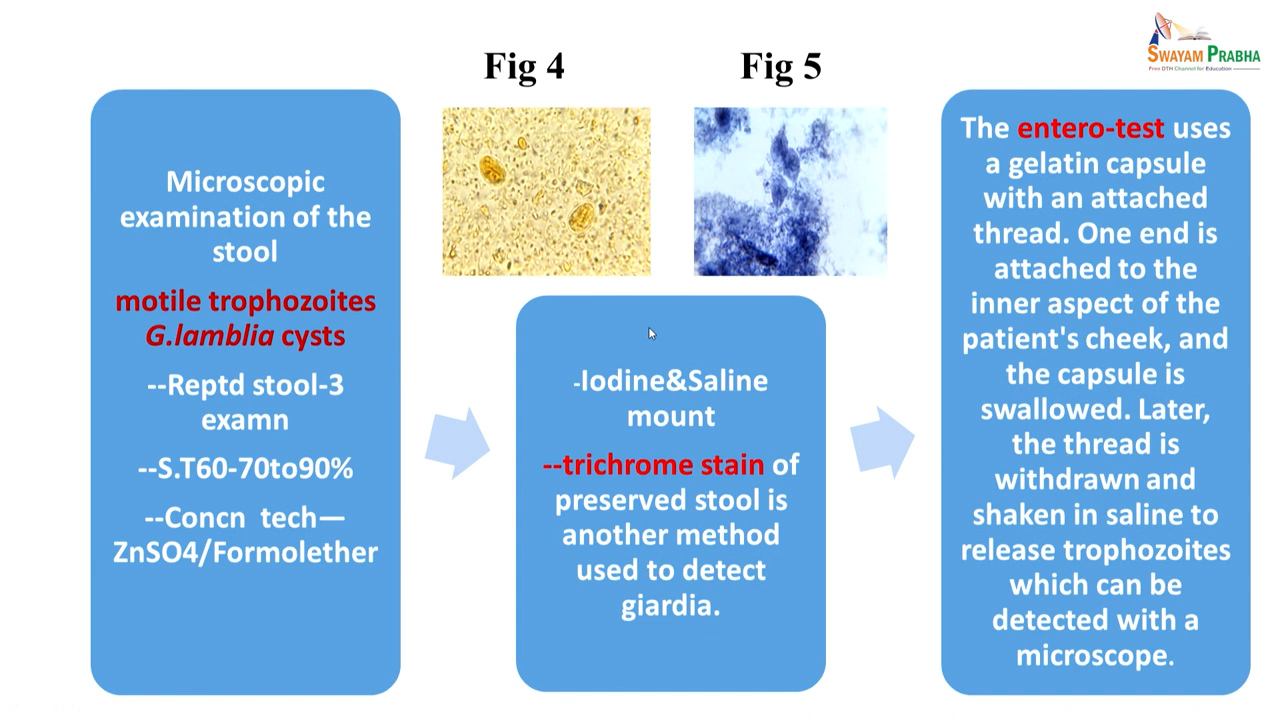 SWAYAM PRABHA
Free DTH Channel for Education
Fig 4
Fig 5
Microscopic
examination of the
stool
motile trophozoites
G.lamblia cysts
--Reptd stool-3
examn
--S.T60-70to90%
--Concn tech—
ZnSO4/Formolether
-Iodine&Saline
mount
--trichrome stain of
preserved stool is
another method
used to detect
giardia.
The entero-test uses
a gelatin capsule
with an attached
thread. One end is
attached to the
inner aspect of the
patient's cheek, and
the capsule is
swallowed. Later,
the thread is
withdrawn and
shaken in saline to
release trophozoites
which can be
detected with a
microscope.